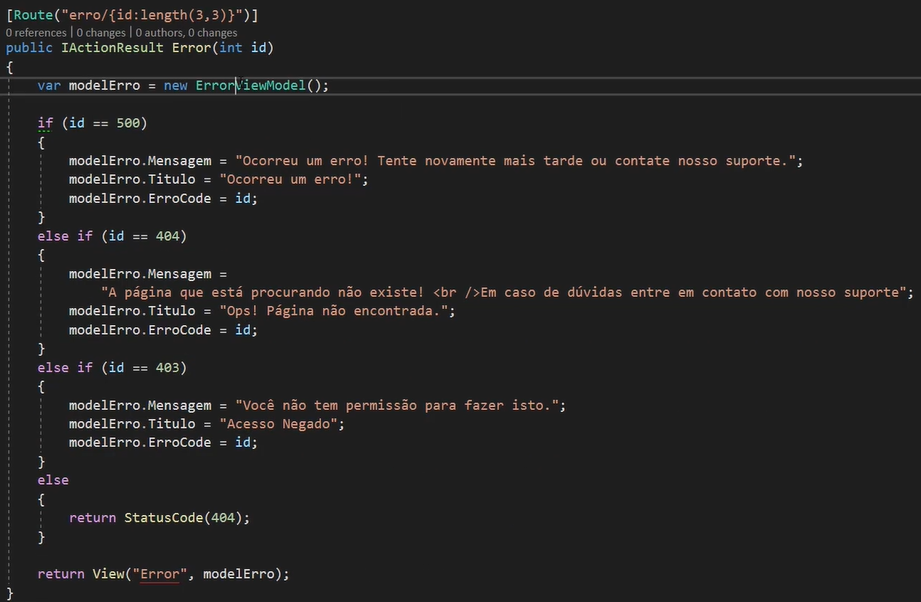 [Route("erro/{id:length(3,3)}")]
0 references | 0 changes | 0 authors, 0 changes
public IActionResult Error(int id)
{
    var modelErro = new ErrorViewModel();

    if (id == 500)
    {
        modelErro.Mensagem = "Ocorreu um erro! Tente novamente mais tarde ou contate nosso suporte.";
        modelErro.Titulo = "Ocorreu um erro!";
        modelErro.ErroCode = id;
    }
    else if (id == 404)
    {
        modelErro.Mensagem =
            "A página que está procurando não existe! <br />Em caso de dúvidas entre em contato com nosso suporte";
        modelErro.Titulo = "Ops! Página não encontrada.";
        modelErro.ErroCode = id;
    }
    else if (id == 403)
    {
        modelErro.Mensagem = "Você não tem permissão para fazer isto.";
        modelErro.Titulo = "Acesso Negado";
        modelErro.ErroCode = id;
    }
    else
    {
        return StatusCode(404);
    }

    return View("Error", modelErro);
}